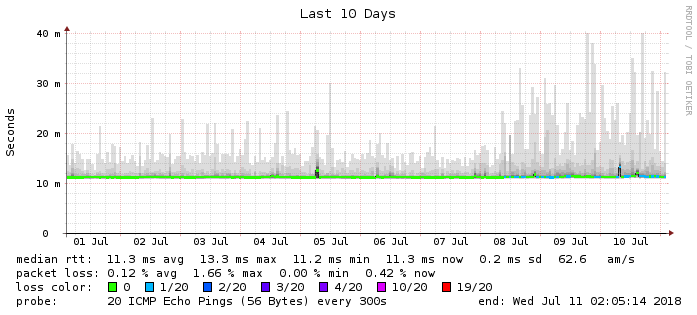 Last 10 Days
RRDTOOL / TOBI OETIKER
Seconds
40 m
30 m
20 m
10 m
0
01 Jul 02 Jul 03 Jul 04 Jul 05 Jul 06 Jul 07 Jul 08 Jul 09 Jul 10 Jul
median rtt: 11.3 ms avg 13.3 ms max 11.2 ms min 11.3 ms now 0.2 ms sd 62.6 am/s
packet loss: 0.12 % avg 1.66 % max 0.00 % min 0.42 % now
loss color: 0 1/20 2/20 3/20 4/20 10/20 19/20
probe: 20 ICMP Echo Pings (56 Bytes) every 300s end: Wed Jul 11 02:05:14 2018